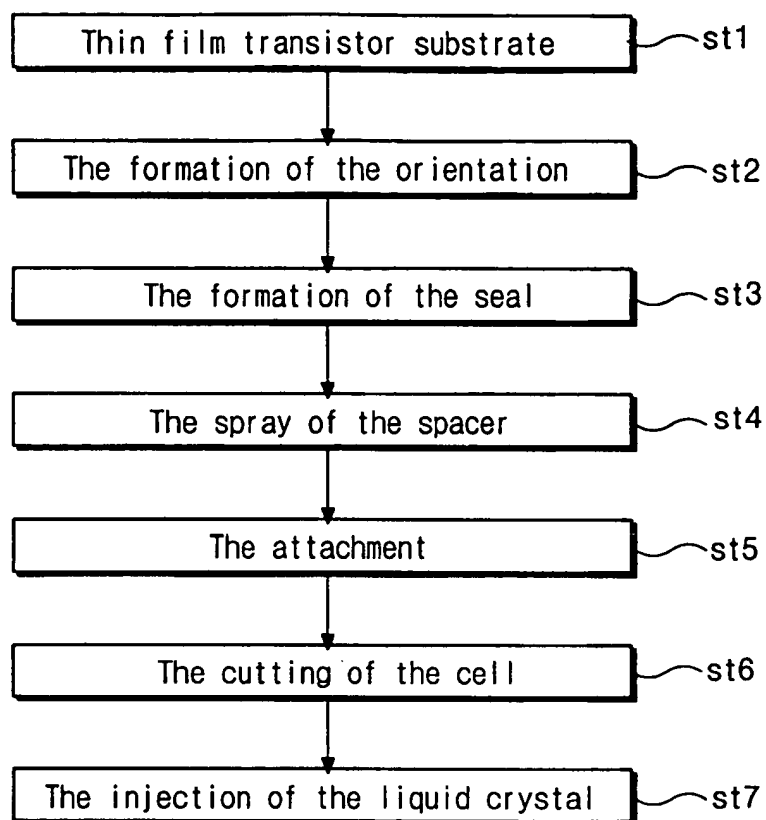 Thin film transistor substrate st1
The formation of the orientation st2
The formation of the seal st3
The spray of the spacer st4
The attachment st5
The cutting of the cell st6
The injection of the liquid crystal st7